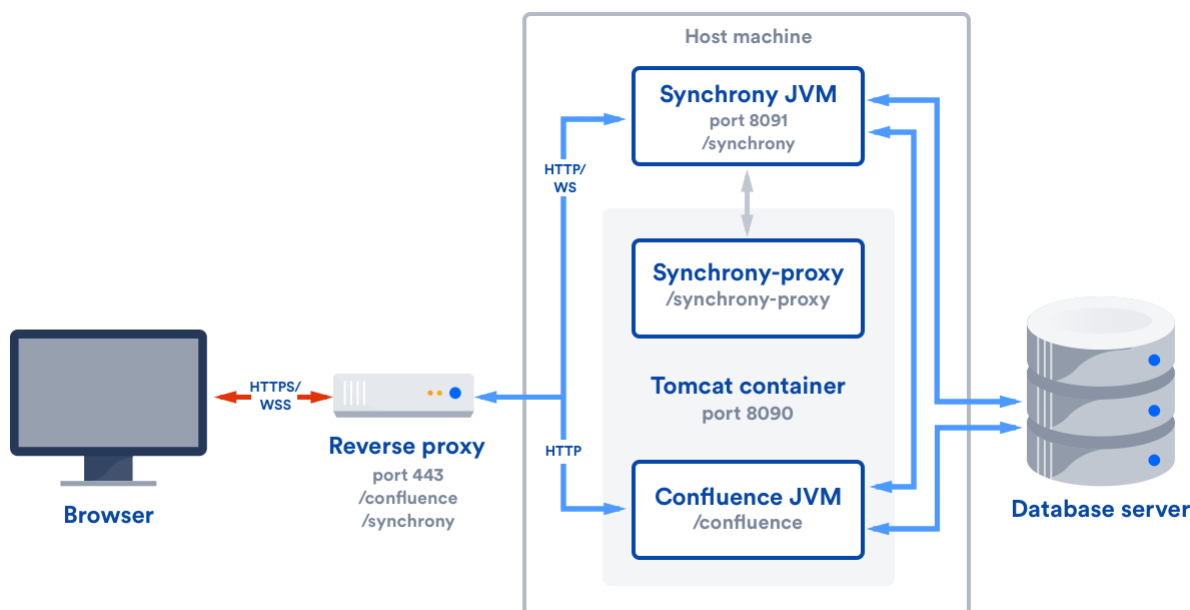 Host machine
Synchrony JVM
port 8091
/synchrony
HTTP/
WS
Synchrony-proxy
/synchrony-proxy
Tomcat container
port 8090
HTTPS/
WSS
Reverse proxy
port 443
/confluence
/synchrony
HTTP
Confluence JVM
/confluence
Browser
Database server